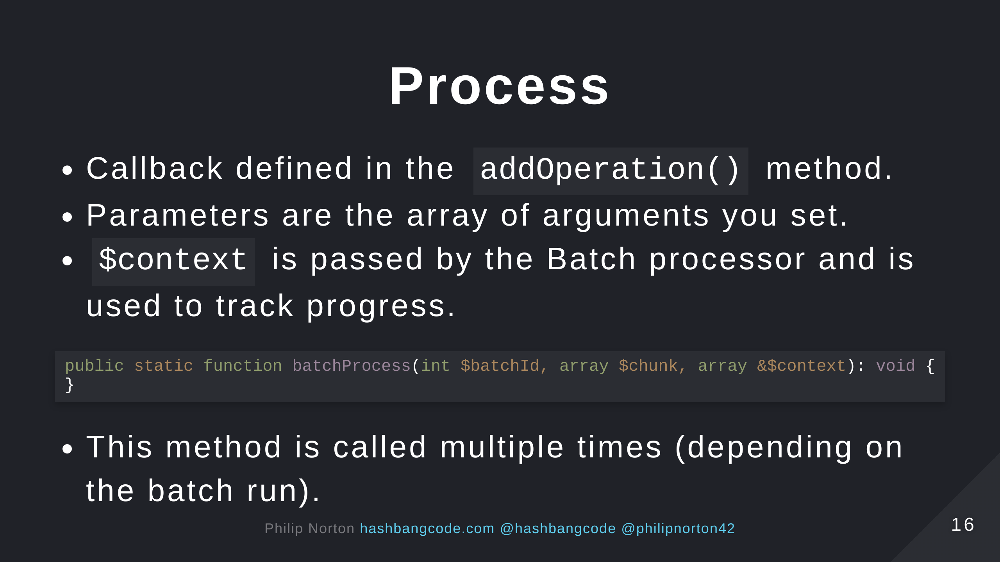 Process
• Callback defined in the addOperation() method.
• Parameters are the array of arguments you set.
• $context is passed by the Batch processor and is
used to track progress.
public static function batchProcess(int $batchId, array $chunk, array &$context): void {
}
• This method is called multiple times (depending on
the batch run).
Philip Norton hashbangcode.com @hashbangcode @philipnorton42
16